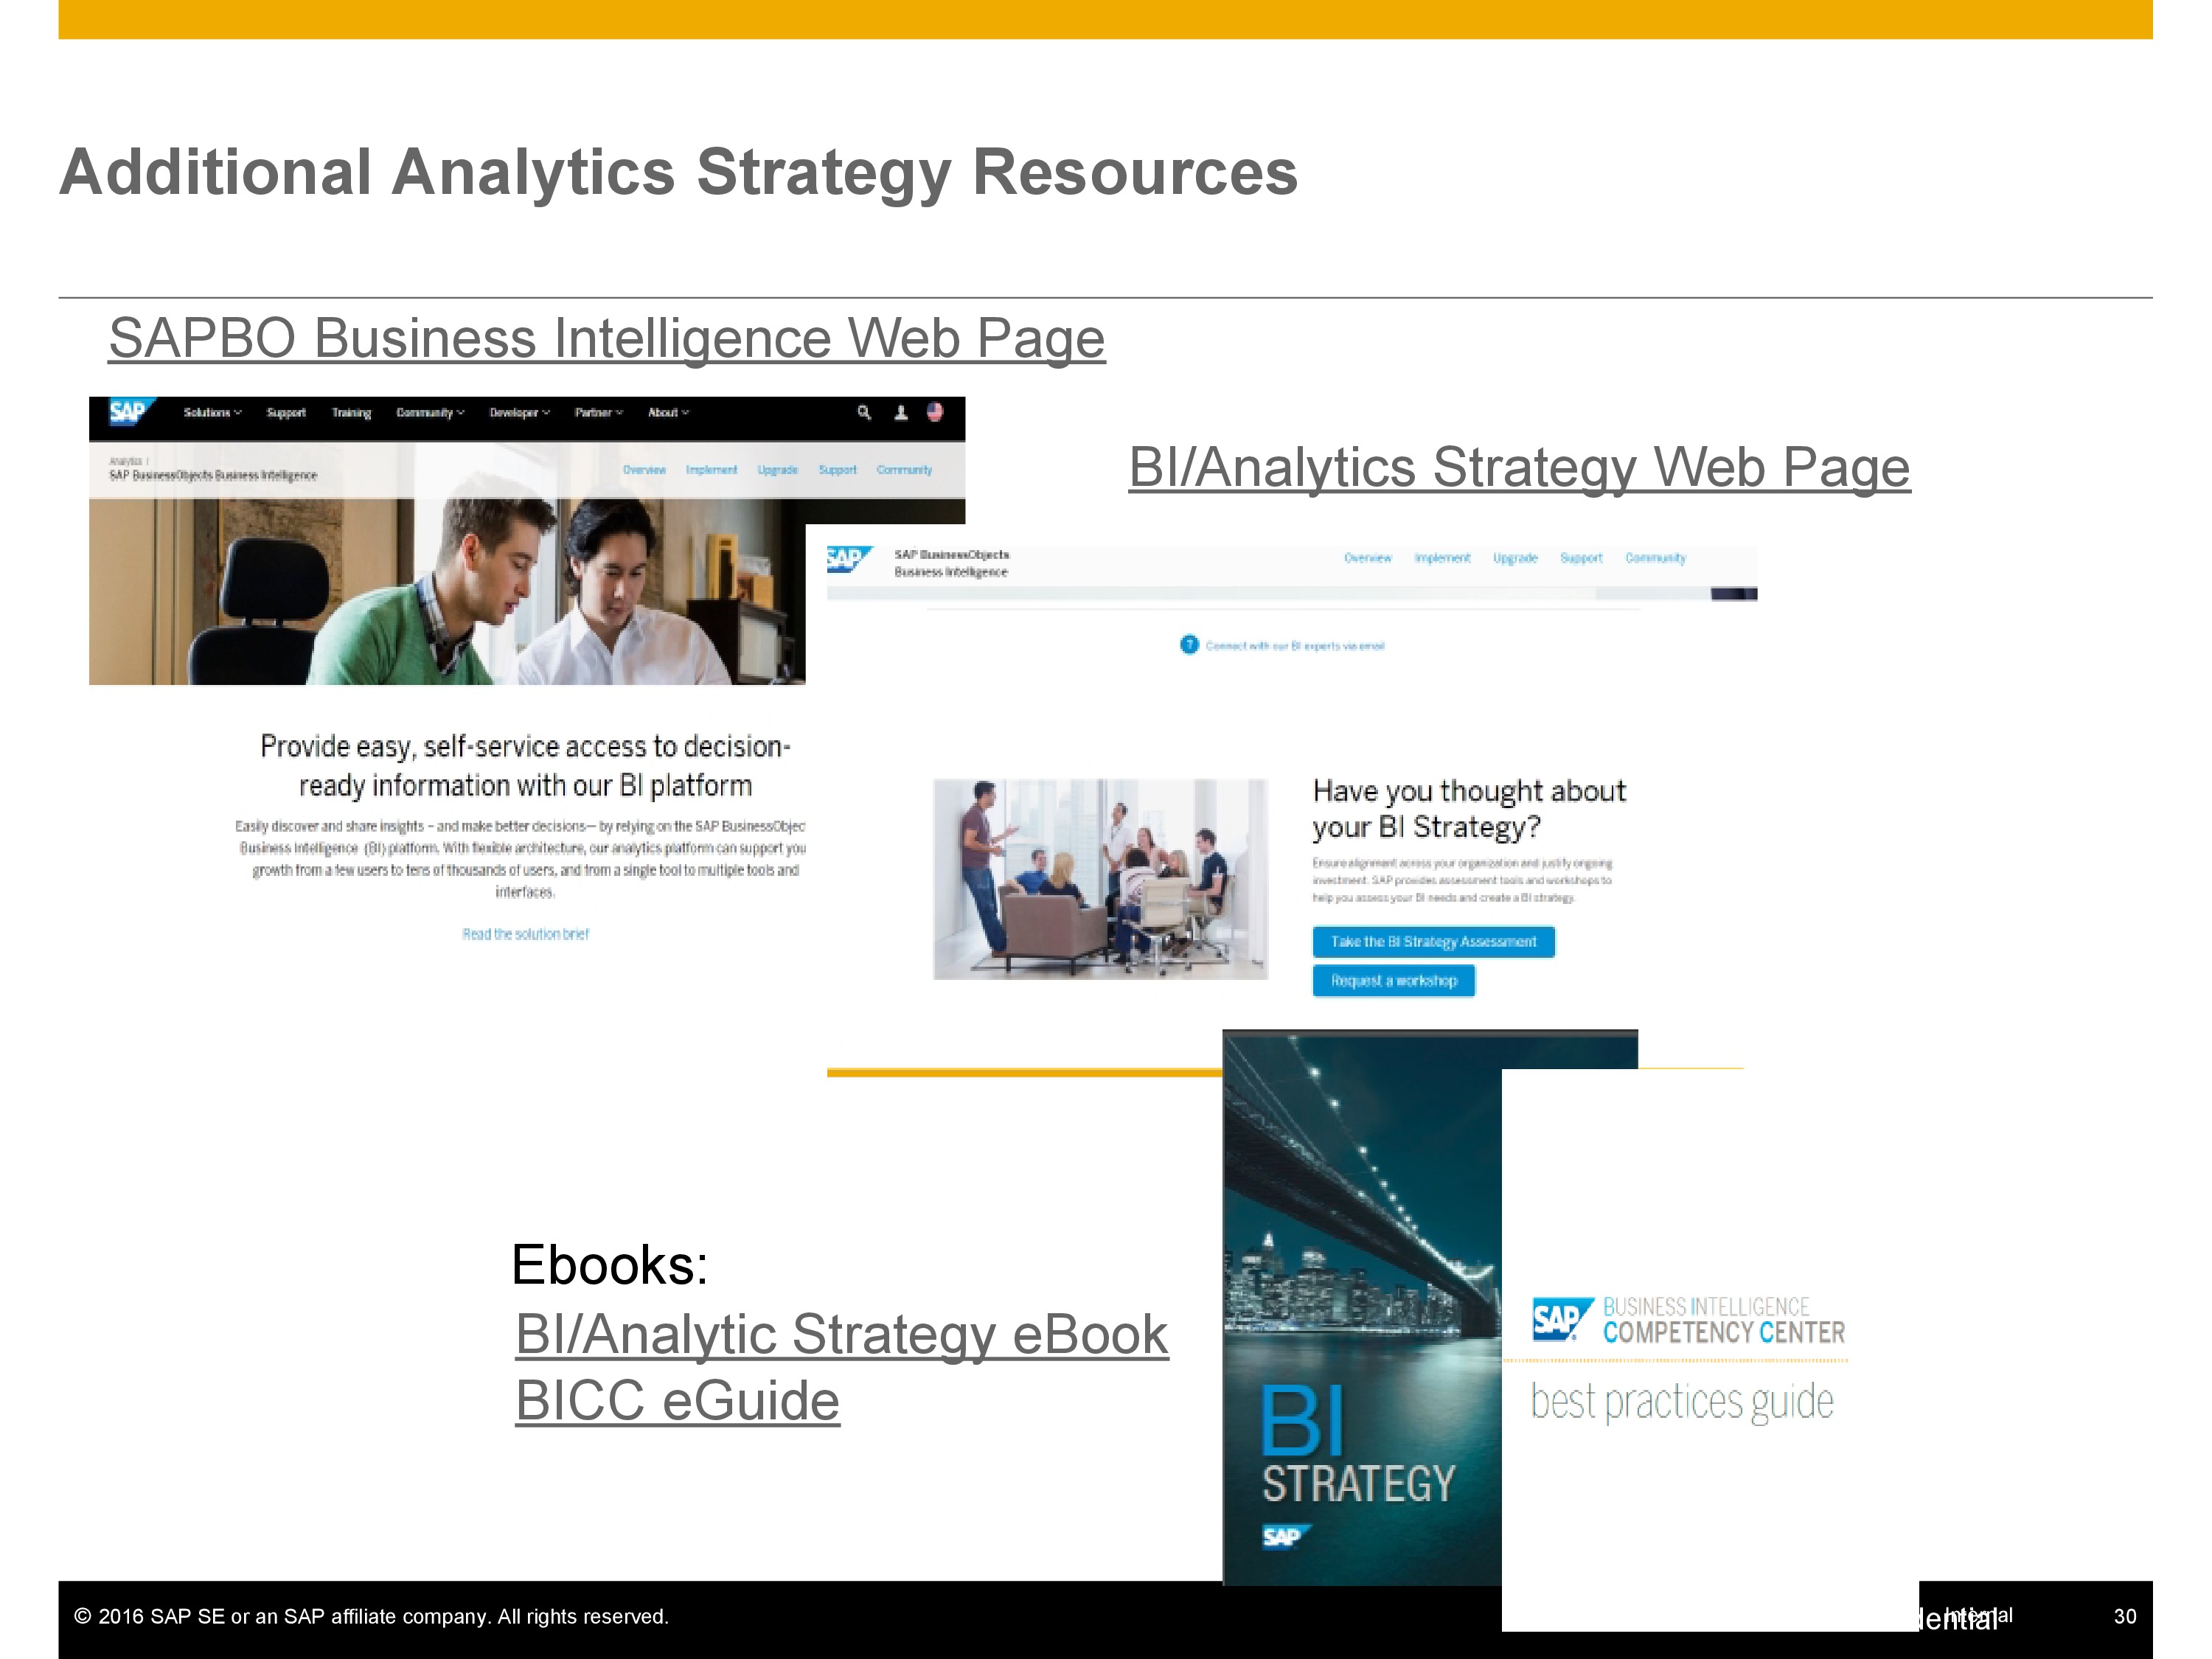 Additional Analytics Strategy Resources
SAPBO Business Intelligence Web Page
SAP Solutions Support Training Community Developer Partner About
Analytics /
SAP BusinessObjects Business Intelligence
Overview Implement Upgrade Support Community
Provide easy, self-service access to decision-
ready information with our BI platform
Easily discover and share insights – and make better decisions— by relying on the SAP BusinessObjec
Business Intelligence (BI) platform. With flexible architecture, our analytics platform can support you
growth from a few users to tens of thousands of users, and from a single tool to multiple tools and
interfaces.
Read the solution brief
BI/Analytics Strategy Web Page
SAP
SAP BusinessObjects
Business Intelligence
Overview Implement Upgrade Support Community
Connect with our BI experts via email
Have you thought about
your BI Strategy?
Ensure alignment across your organization and justify ongoing
investment. SAP provides assessment tools and workshops to
help you assess your BI needs and create a BI strategy.
Take the BI Strategy Assessment
Request a workshop
Ebooks:
BI/Analytic Strategy eBook
BICC eGuide
BI
STRATEGY
SAP
SAP
BUSINESS INTELLIGENCE
COMPETENCY CENTER
best practices guide
© 2016 SAP SE or an SAP affiliate company. All rights reserved.
Internal
30